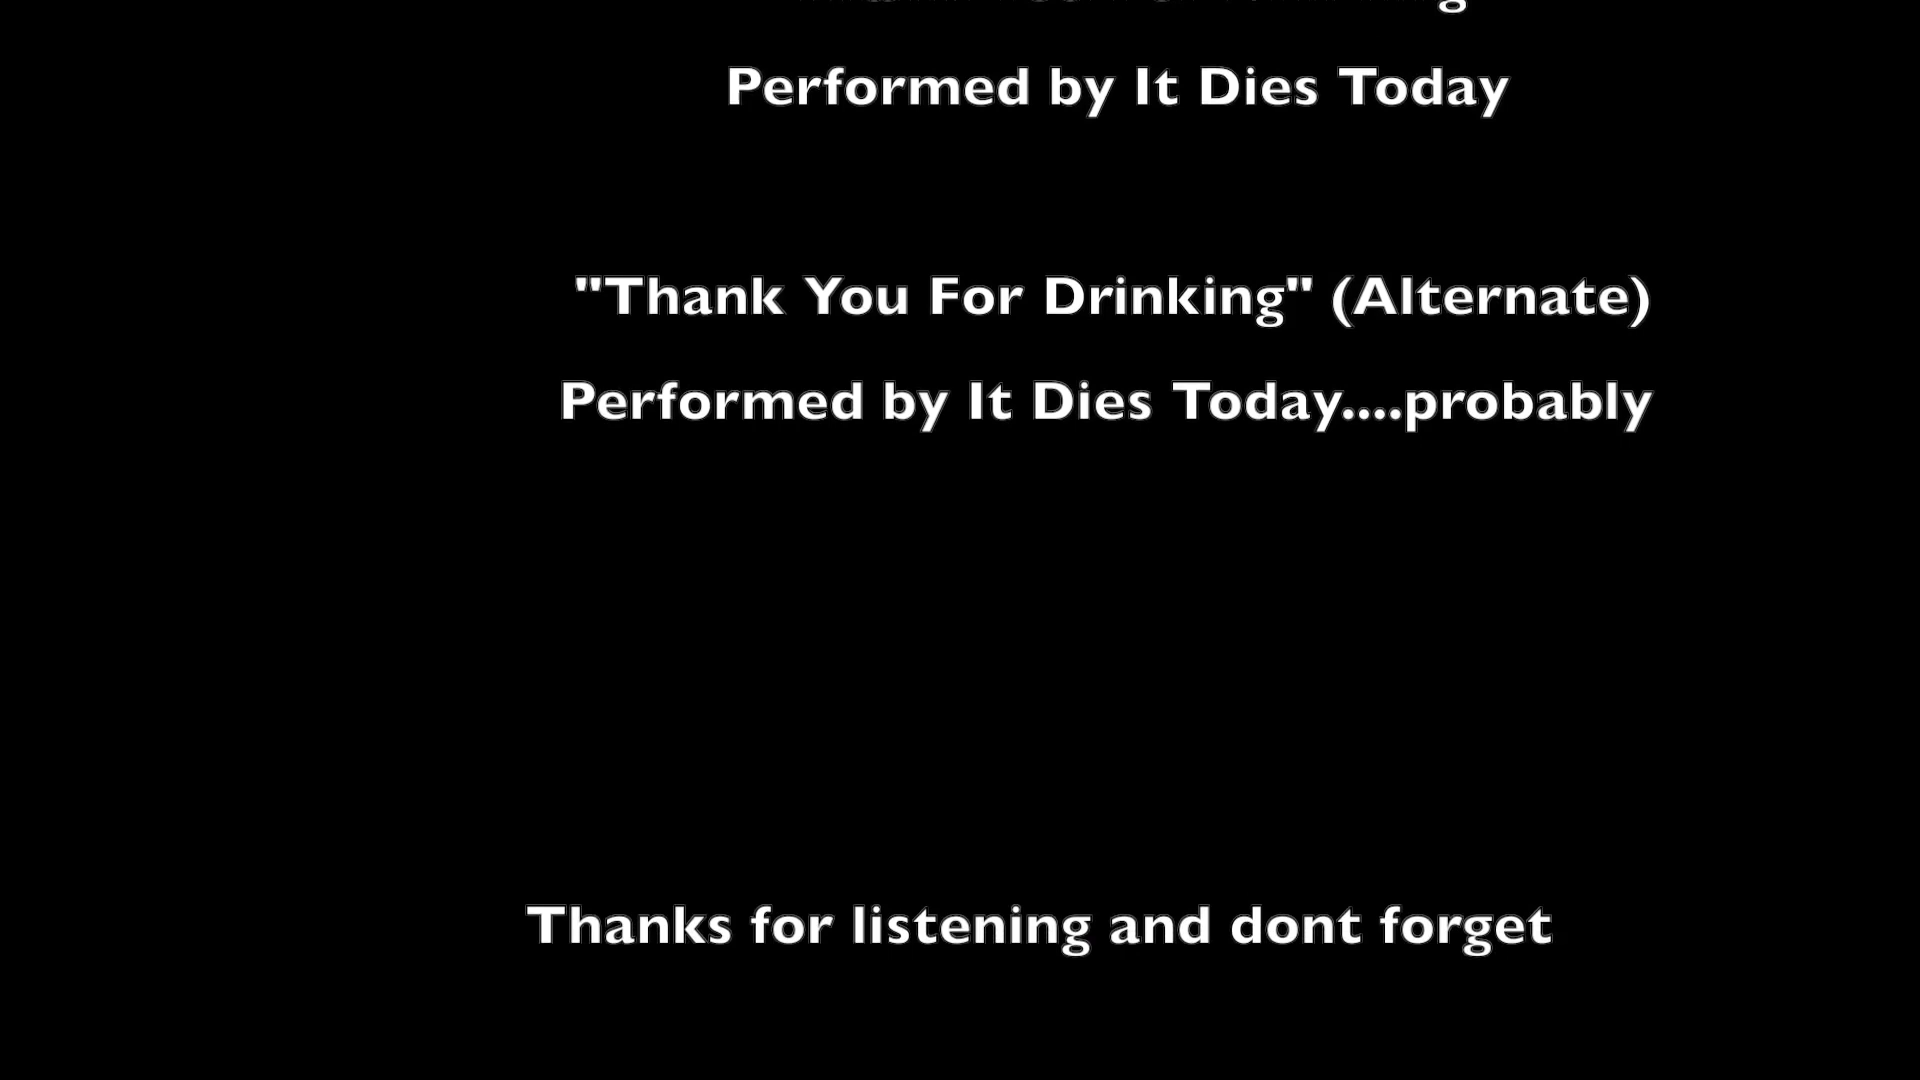 Performed by It Dies Today
"Thank You For Drinking" (Alternate)
Performed by It Dies Today....probably
Thanks for listening and dont forget